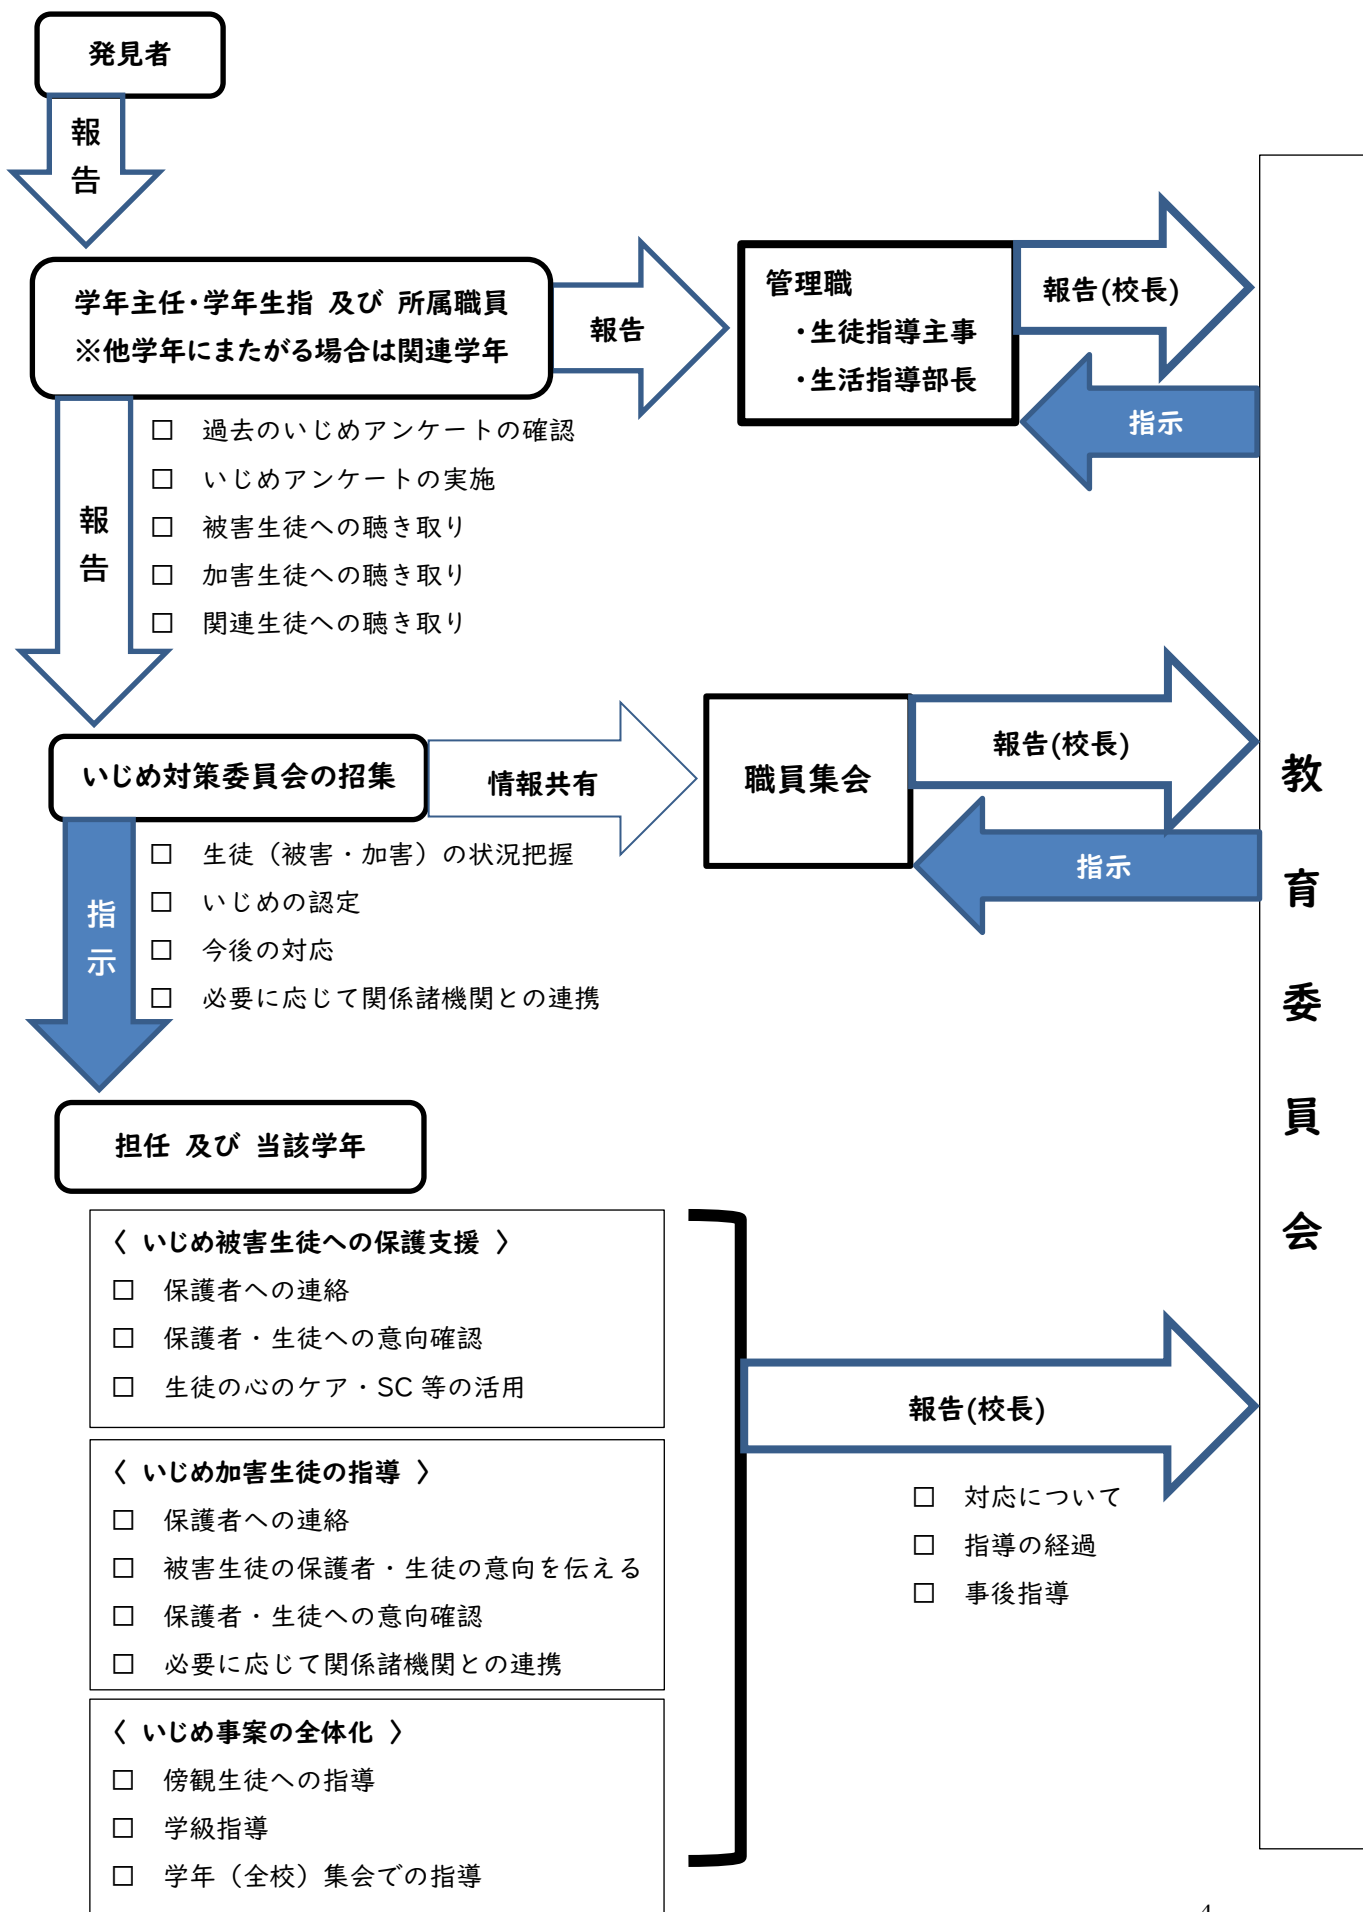 発見者
報告
学年主任・学年生指 及び 所属職員
※他学年にまたがる場合は関連学年
報告
管理職
・生徒指導主事
・生活指導部長
報告(校長)
指示
報告
□ 過去のいじめアンケートの確認
□ いじめアンケートの実施
□ 被害生徒への聴き取り
□ 加害生徒への聴き取り
□ 関連生徒への聴き取り
いじめ対策委員会の招集
情報共有
職員集会
報告(校長)
指示
教育委員会
指示
□ 生徒（被害・加害）の状況把握
□ いじめの認定
□ 今後の対応
□ 必要に応じて関係諸機関との連携
担任 及び 当該学年
〈 いじめ被害生徒への保護支援 〉
□ 保護者への連絡
□ 保護者・生徒への意向確認
□ 生徒の心のケア・SC 等の活用
〈 いじめ加害生徒の指導 〉
□ 保護者への連絡
□ 被害生徒の保護者・生徒の意向を伝える
□ 保護者・生徒への意向確認
□ 必要に応じて関係諸機関との連携
〈 いじめ事案の全体化 〉
□ 傍観生徒への指導
□ 学級指導
□ 学年（全校）集会での指導
報告(校長)
□ 対応について
□ 指導の経過
□ 事後指導